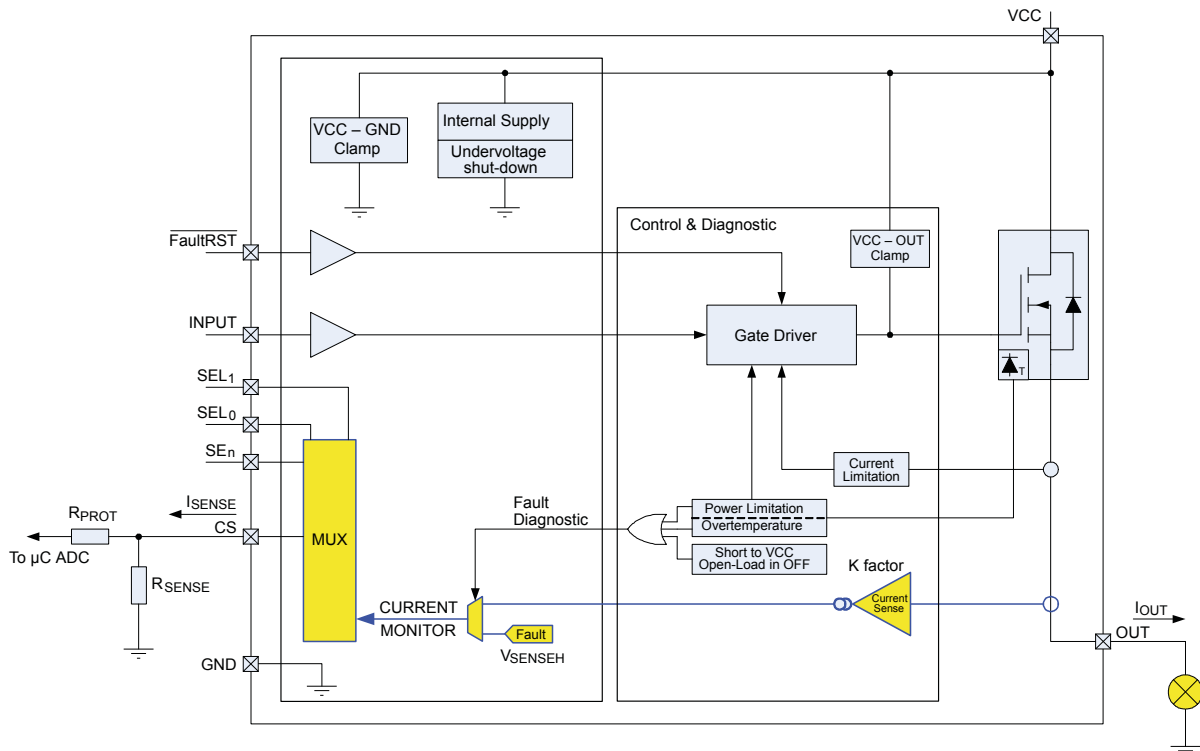 VCC
VCC – GND
Clamp
Internal Supply
Undervoltage
shut-down
Control & Diagnostic
VCC – OUT
Clamp
FaultRST
INPUT
Gate Driver
T
SEL1
SEL0
SEn
ISENSE
CS
RPROT
To µC ADC
RSENSE
MUX
Fault
Diagnostic
Current
Limitation
Power Limitation
Overtemperature
Short to VCC
Open-Load in OFF
K factor
Current
Sense
CURRENT
MONITOR
Fault
VSENSEH
GND
IOUT
OUT